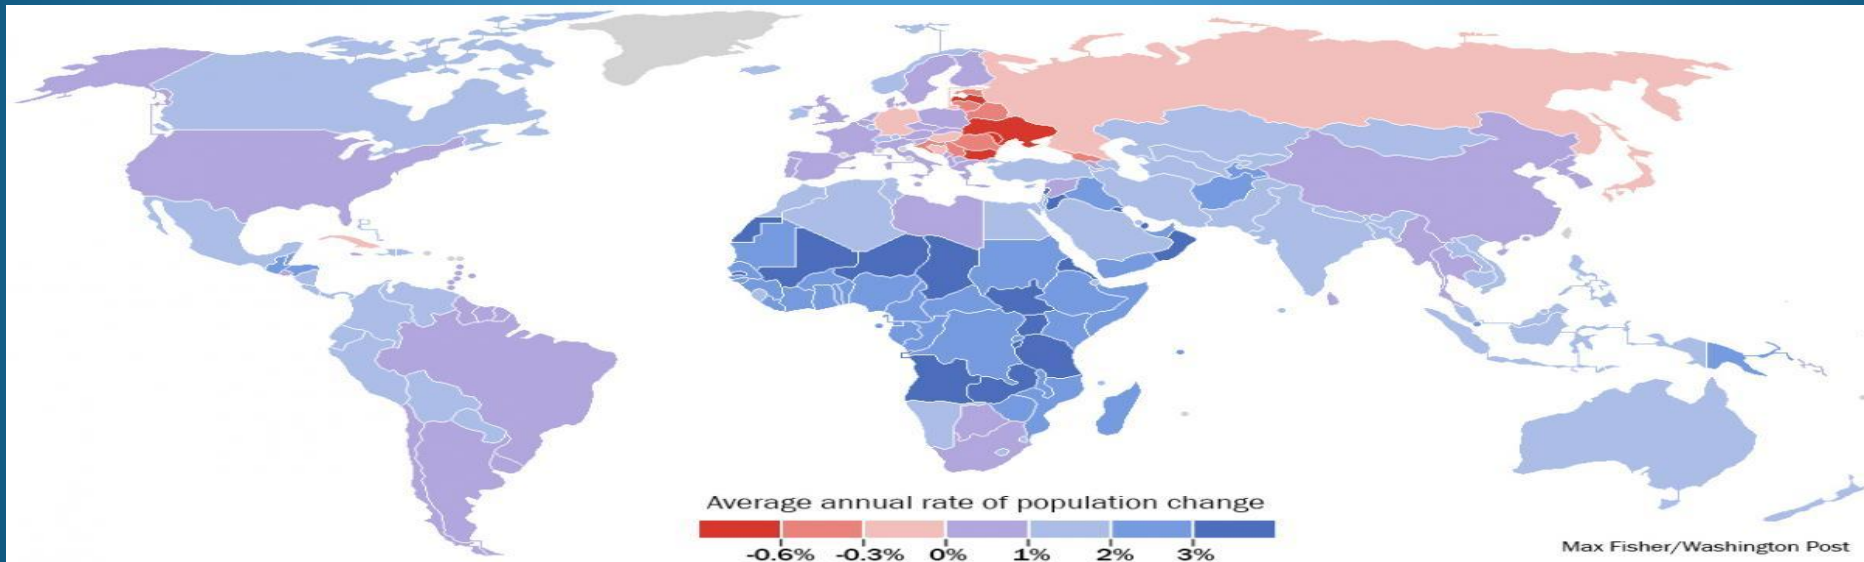 Average annual rate of population change
-0.6% -0.3% 0% 1% 2% 3%
Max Fisher/Washington Post